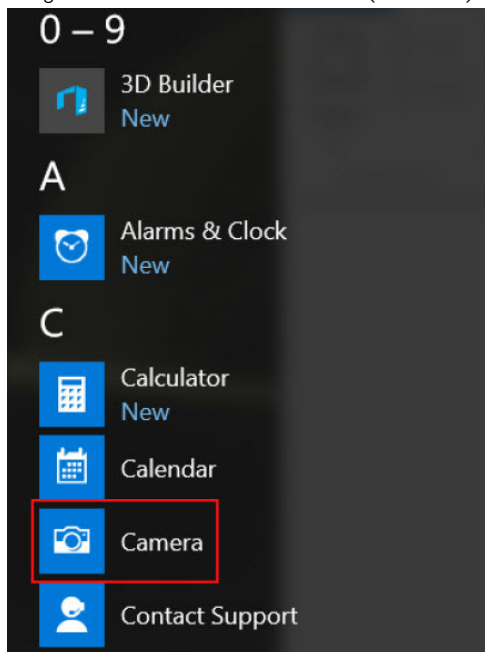 0 – 9
3D Builder
New
A
Alarms & Clock
New
C
Calculator
New
Calendar
Camera
Contact Support